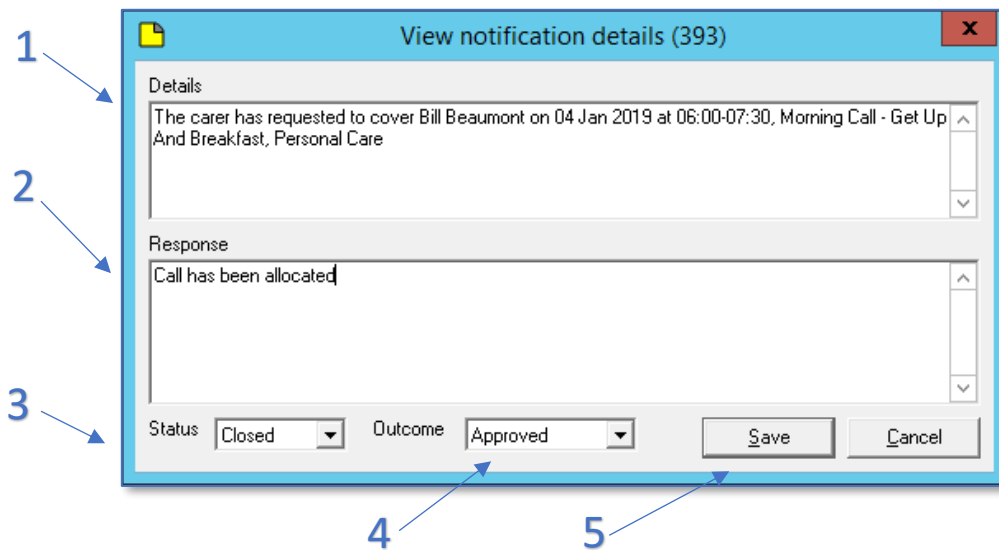 View notification details (393)
x
1
Details
The carer has requested to cover Bill Beaumont on 04 Jan 2019 at 06:00-07:30, Morning Call - Get Up
And Breakfast, Personal Care
2
Response
Call has been allocated
3
Status Closed Outcome Approved Save Cancel
4 5